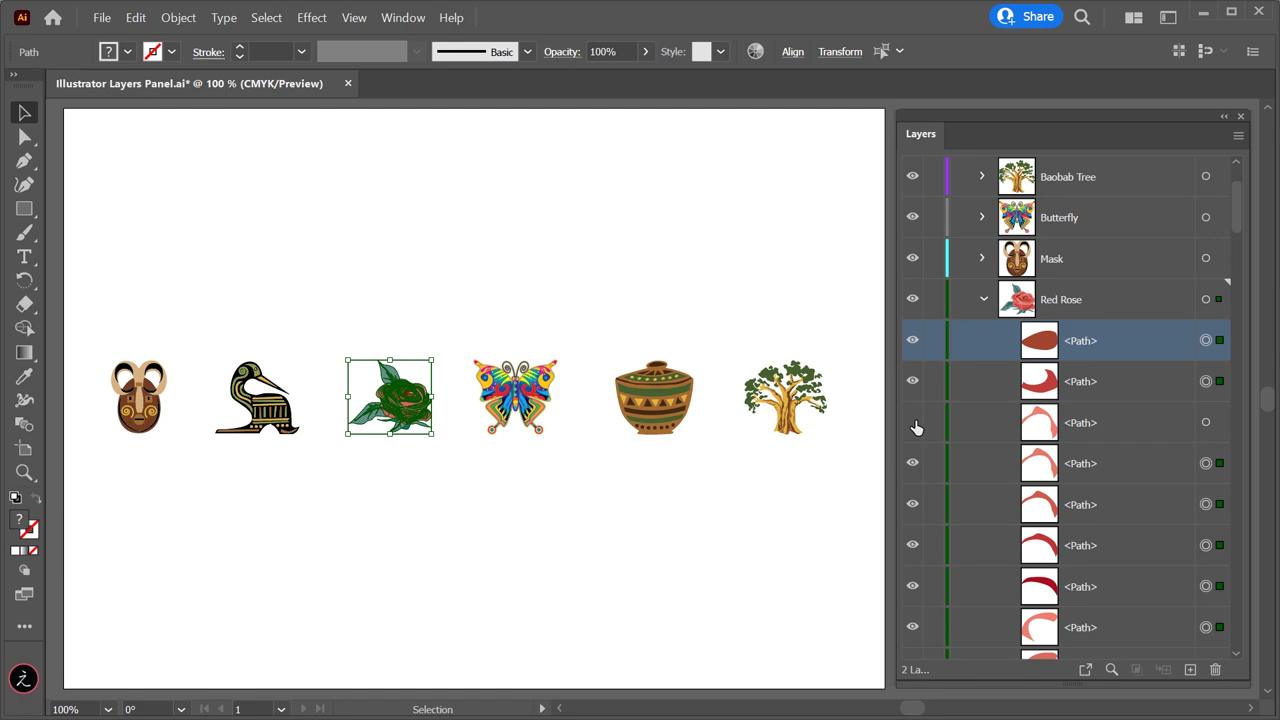 Ai File Edit Object Type Select Effect View Window Help Share
Path ? Stroke: Basic Opacity: 100% Style: Align Transform
Illustrator Layers Panel.ai* @ 100 % (CMYK/Preview)
Layers
Baobab Tree
Butterfly
Mask
Red Rose
<Path>
<Path>
<Path>
<Path>
<Path>
<Path>
<Path>
<Path>
T
?
2 La...
え
100% 0° 1 Selection